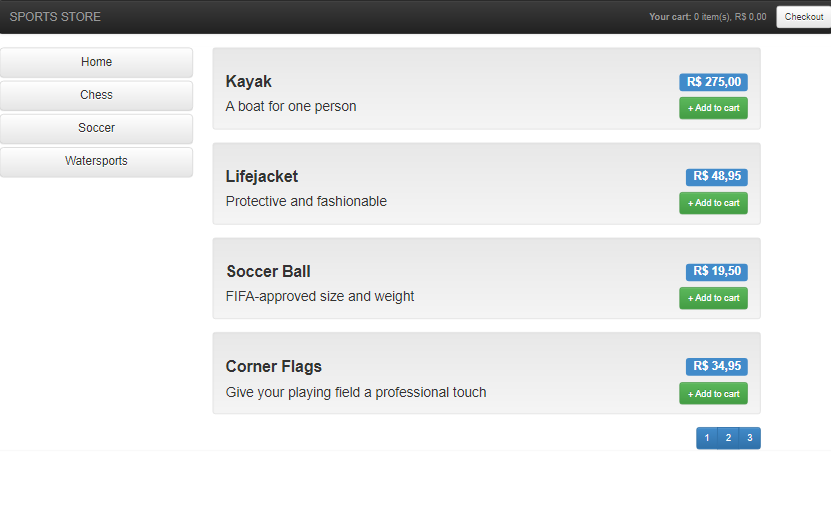 SPORTS STORE
Your cart: 0 item(s), R$ 0,00
Checkout
Home
Chess
Soccer
Watersports
Kayak
R$ 275,00
A boat for one person
+ Add to cart
Lifejacket
R$ 48,95
Protective and fashionable
+ Add to cart
Soccer Ball
R$ 19,50
FIFA-approved size and weight
+ Add to cart
Corner Flags
R$ 34,95
Give your playing field a professional touch
+ Add to cart
1 2 3